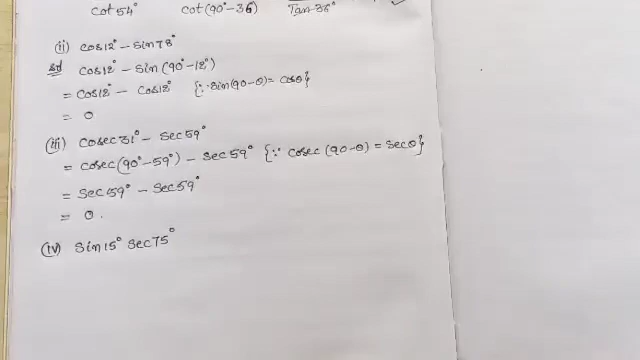 cot 54° cot (90°-36) Tan 36°
(ii) cos12° - sin78°
Sol cos12° - sin (90°-12°)
= cos12° - cos12° {∵ sin(90-θ) = cosθ}
= 0
(iii) cosec31° - sec59°
= cosec(90°-59°) - sec59° {∵ cosec (90-θ) = secθ}
= sec59° - sec59°
= 0.
(iv) sin15° sec75°